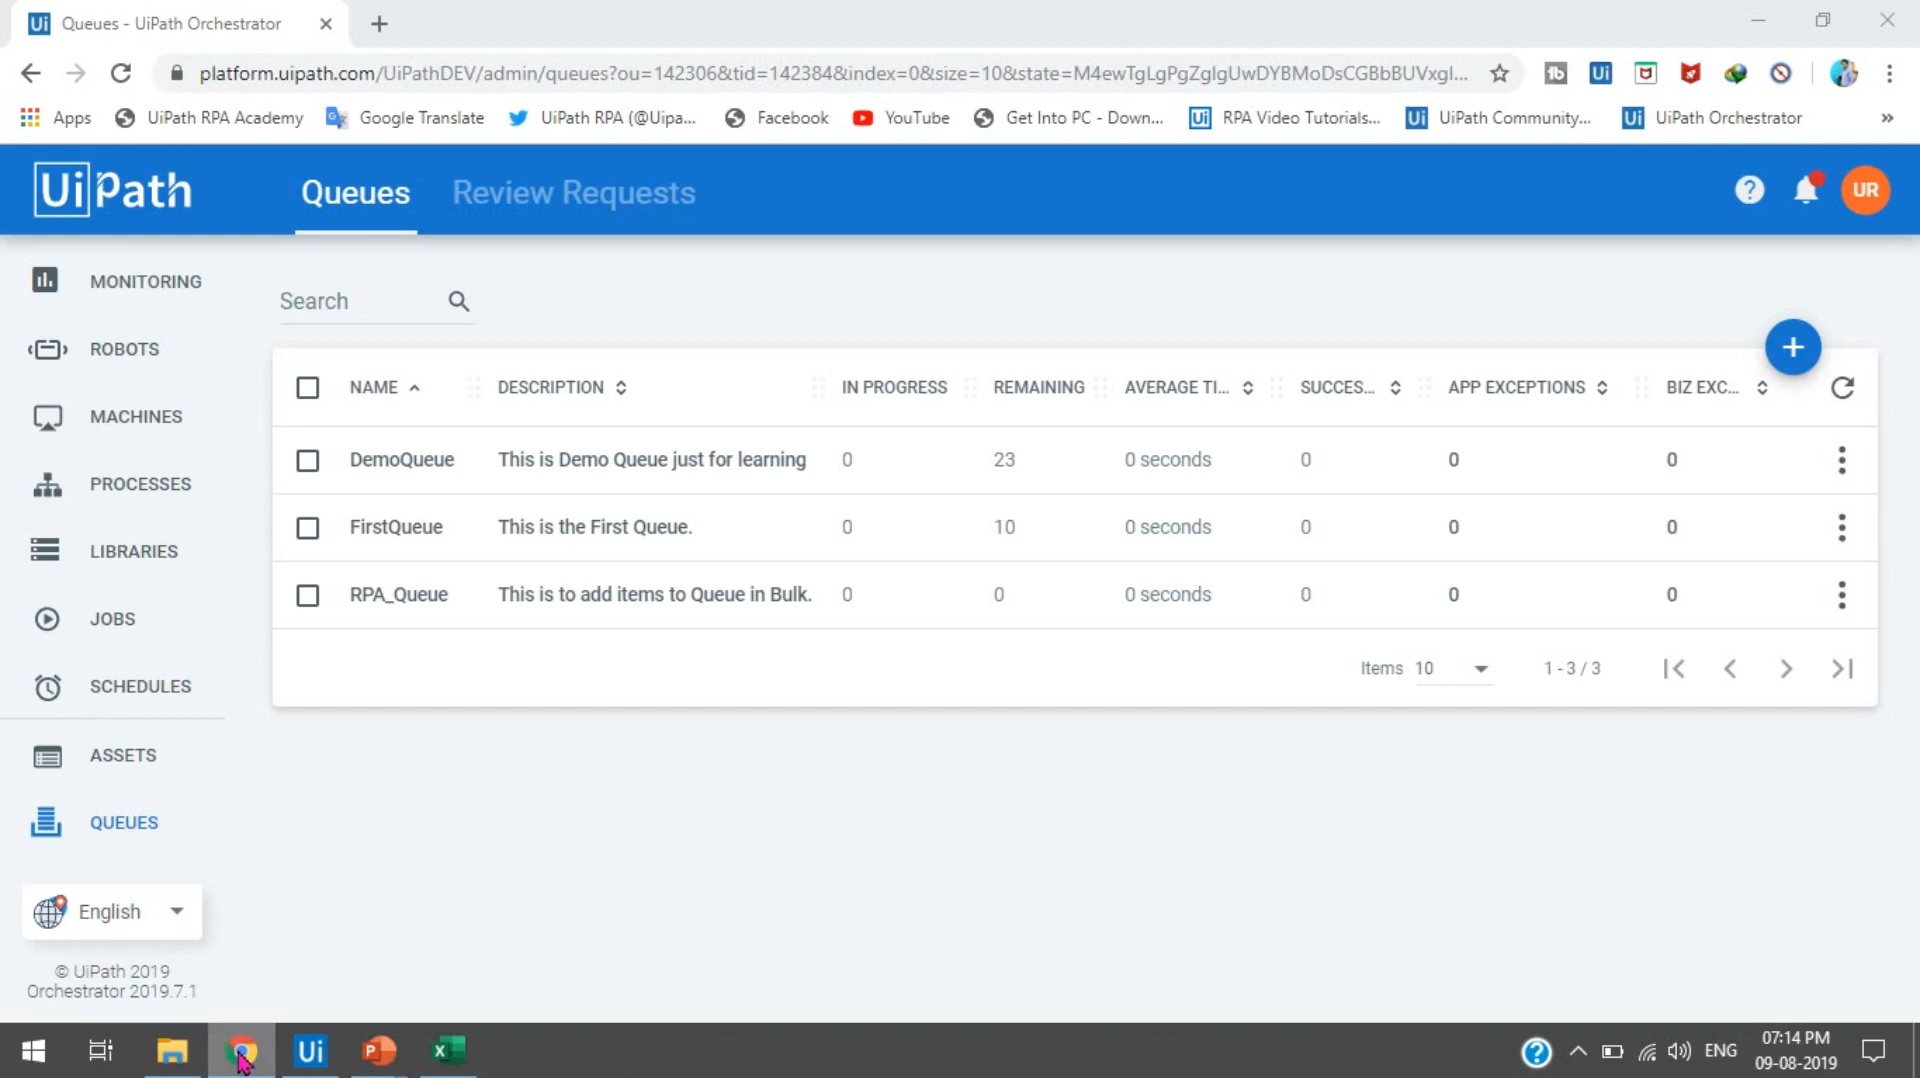 Ui Queues - UiPath Orchestrator
platform.uipath.com/UiPathDEV/admin/queues?ou=142306&tid=142384&index=0&size=10&state=M4ewTgLgPgZglgUwDYBMoDsCGBbBUVxgl...
Apps UiPath RPA Academy Google Translate UiPath RPA (@Uipa... Facebook YouTube Get Into PC - Down... Ui RPA Video Tutorials... Ui UiPath Community... Ui UiPath Orchestrator »
UiPath Queues Review Requests UR
MONITORING
ROBOTS
MACHINES
PROCESSES
LIBRARIES
JOBS
SCHEDULES
ASSETS
QUEUES
English
© UiPath 2019
Orchestrator 2019.7.1
Search
NAME DESCRIPTION IN PROGRESS REMAINING AVERAGE TI... SUCCES... APP EXCEPTIONS BIZ EXC...
DemoQueue This is Demo Queue just for learning 0 23 0 seconds 0 0 0
FirstQueue This is the First Queue. 0 10 0 seconds 0 0 0
RPA_Queue This is to add items to Queue in Bulk. 0 0 0 seconds 0 0 0
Items 10 1 - 3 / 3
Ui ENG 07:14 PM
09-08-2019